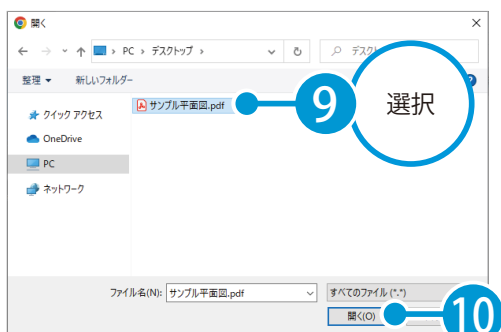 開く
PC › デスクトップ ›
整理 新しいフォルダー
クイック アクセス
OneDrive
PC
ネットワーク
サンプル平面図.pdf
9
選択
ファイル名(N): サンプル平面図.pdf
すべてのファイル (*.*)
開く(O)
10